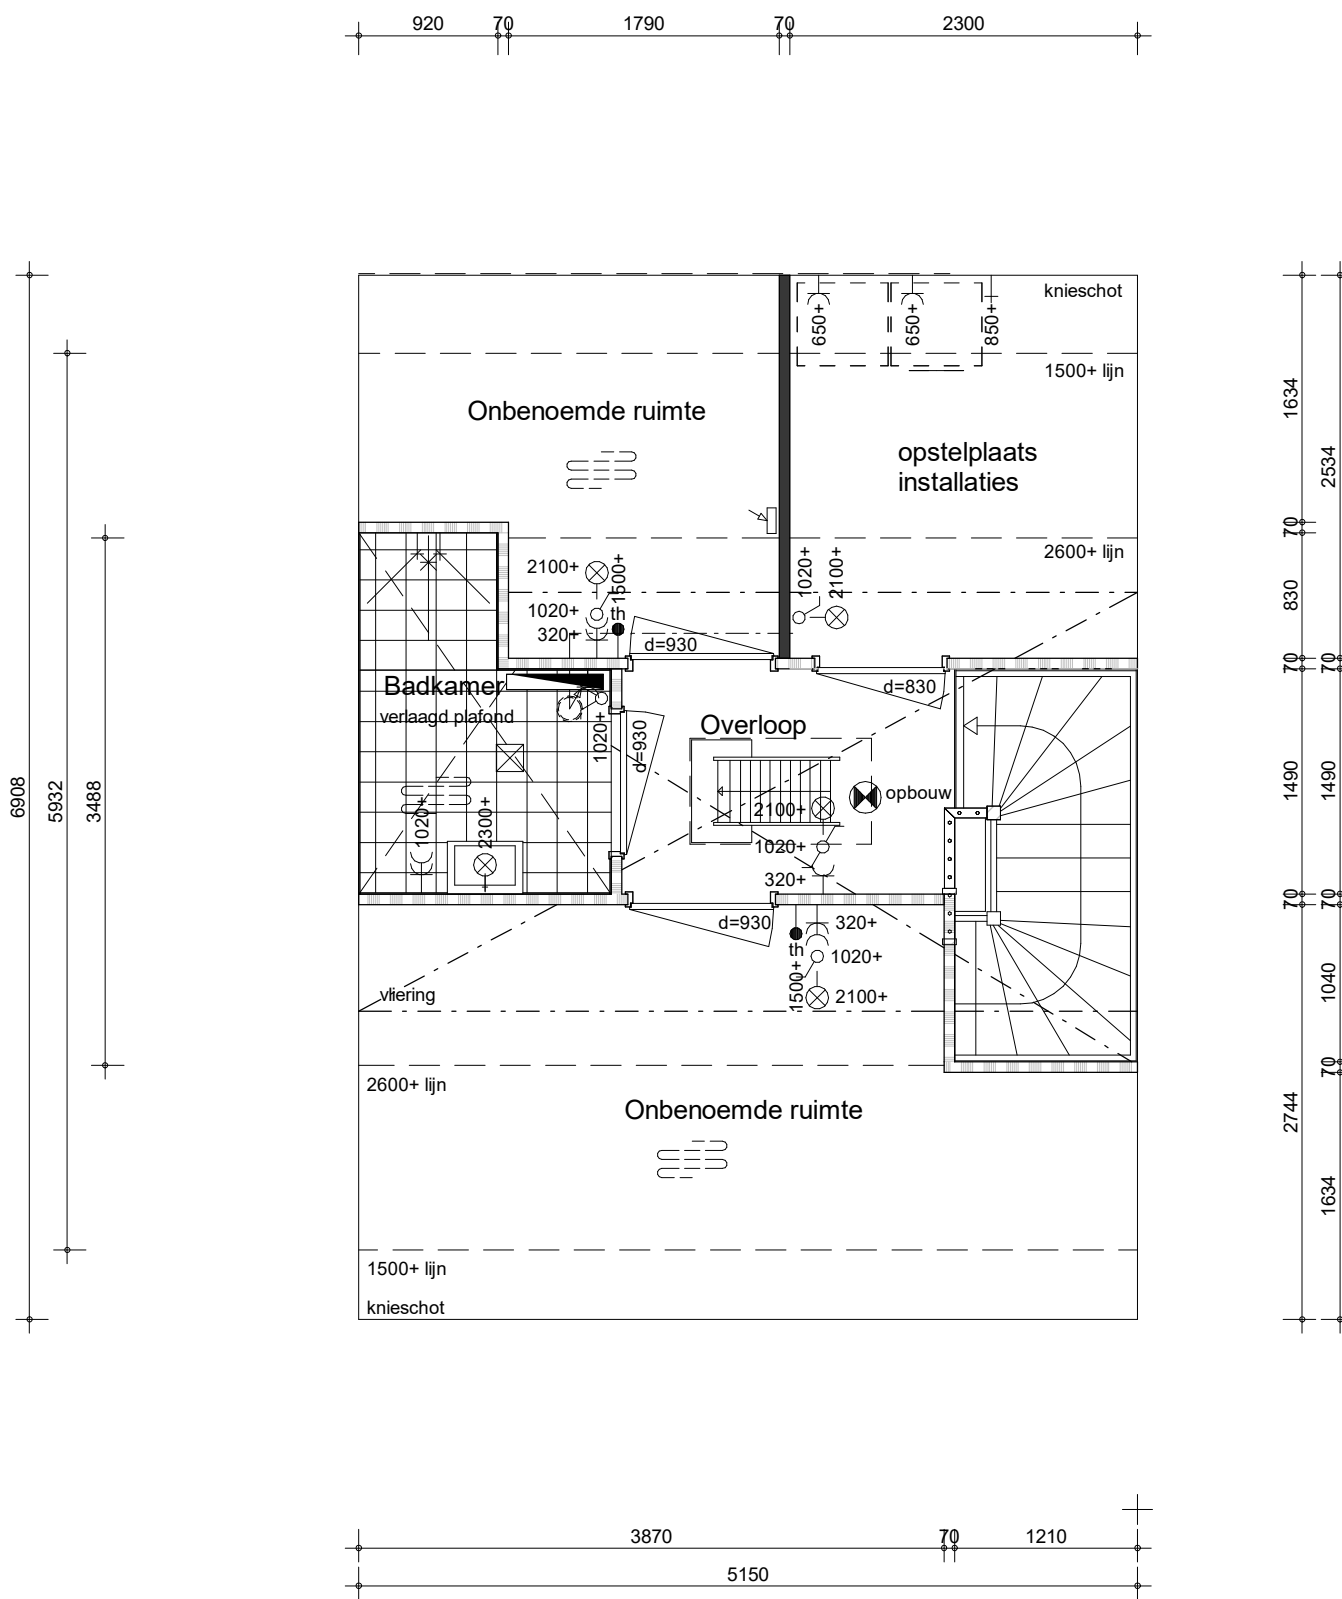 920 70 1790 70 2300
knieschot
650+ 650+ 850+
1500+ lijn
Onbenoemde ruimte
opstelplaats
installaties
2600+ lijn
2100+ 1500+
1020+ th
320+
1020+ 2100+
d=930
d=830
Badkamer
verlaagd plafond
1020+
d=930
Overloop
opbouw
2100+
1020+
320+
1020+ 2300+
d=930
320+
th
1020+
1500+
2100+
vliering
2600+ lijn
Onbenoemde ruimte
1500+ lijn
knieschot
6908
5932
3488
1634
70
830
70
1490
70
2744
2534
70
1490
70
1040
70
1634
3870 70 1210
5150